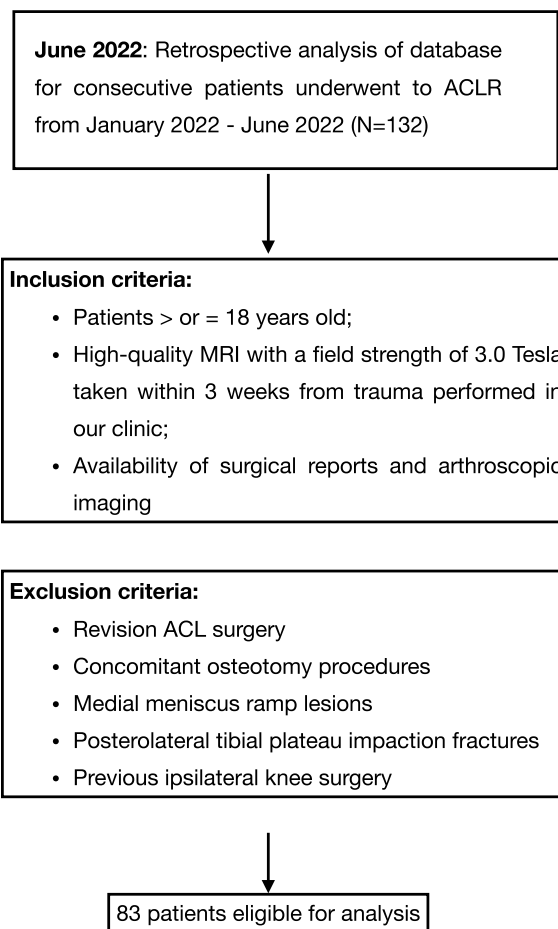 June 2022: Retrospective analysis of database
for consecutive patients underwent to ACLR
from January 2022 - June 2022 (N=132)
Inclusion criteria:
• Patients > or = 18 years old;
• High-quality MRI with a field strength of 3.0 Tesla
taken within 3 weeks from trauma performed in
our clinic;
• Availability of surgical reports and arthroscopic
imaging
Exclusion criteria:
• Revision ACL surgery
• Concomitant osteotomy procedures
• Medial meniscus ramp lesions
• Posterolateral tibial plateau impaction fractures
• Previous ipsilateral knee surgery
83 patients eligible for analysis